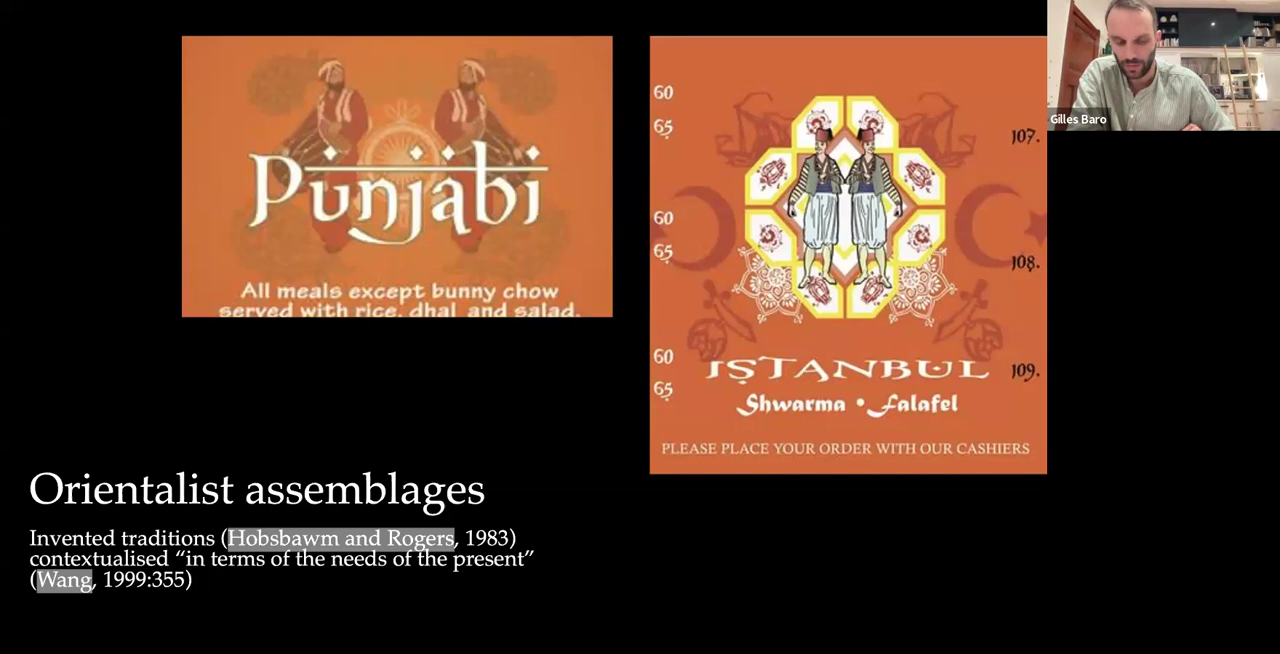 Punjabi
All meals except bunny chow
served with rice, dhal and salad.
60
65
107.
60
65
108.
60
65
109.
ISTANBUL
Shwarma • Falafel
PLEASE PLACE YOUR ORDER WITH OUR CASHIERS
Gilles Baro
Orientalist assemblages
Invented traditions (Hobsbawm and Rogers, 1983)
contextualised “in terms of the needs of the present”
(Wang, 1999:355)